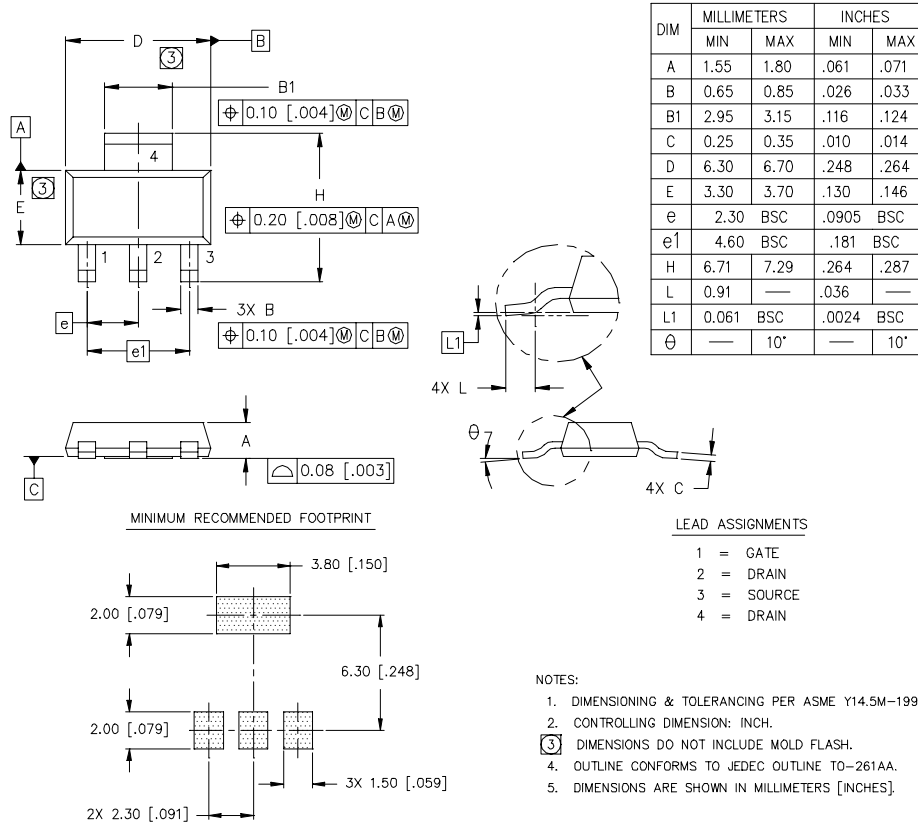 D
B
3
B1
⌖ 0.10 [.004]Ⓜ C BⓂ
A
4
3
E
H
⌖ 0.20 [.008]Ⓜ C AⓂ
1 2 3
3X B
e
⌖ 0.10 [.004]Ⓜ C BⓂ
e1
L1
4X L
DIM MILLIMETERS INCHES
MIN MAX MIN MAX
A 1.55 1.80 .061 .071
B 0.65 0.85 .026 .033
B1 2.95 3.15 .116 .124
C 0.25 0.35 .010 .014
D 6.30 6.70 .248 .264
E 3.30 3.70 .130 .146
e 2.30 BSC .0905 BSC
e1 4.60 BSC .181 BSC
H 6.71 7.29 .264 .287
L 0.91 — .036 —
L1 0.061 BSC .0024 BSC
θ — 10° — 10°
A
⌓ 0.08 [.003]
C
θ
4X C
MINIMUM RECOMMENDED FOOTPRINT
3.80 [.150]
2.00 [.079]
6.30 [.248]
2.00 [.079]
3X 1.50 [.059]
2X 2.30 [.091]
LEAD ASSIGNMENTS
1 = GATE
2 = DRAIN
3 = SOURCE
4 = DRAIN
NOTES:
1. DIMENSIONING & TOLERANCING PER ASME Y14.5M–199
2. CONTROLLING DIMENSION: INCH.
3 DIMENSIONS DO NOT INCLUDE MOLD FLASH.
4. OUTLINE CONFORMS TO JEDEC OUTLINE TO–261AA.
5. DIMENSIONS ARE SHOWN IN MILLIMETERS [INCHES].